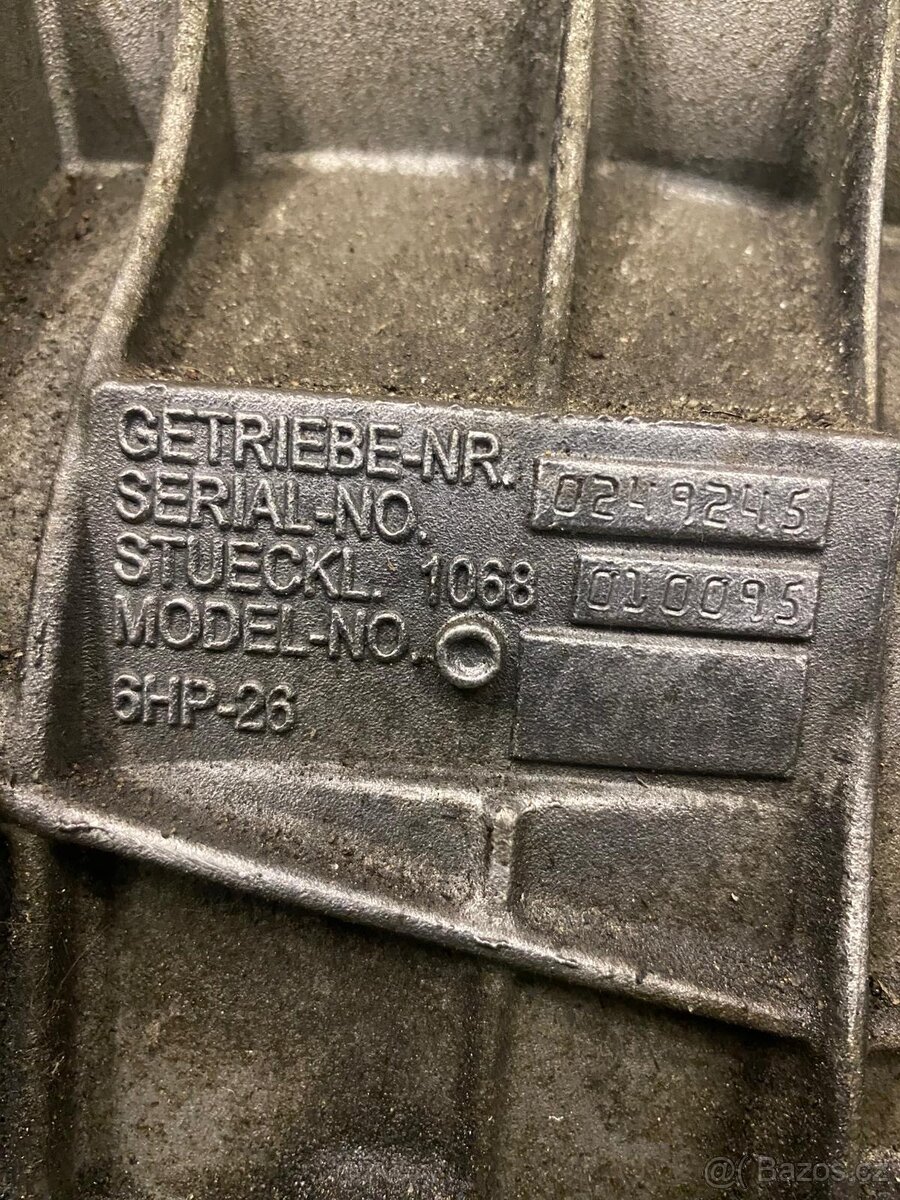 GETRIEBE-NR.
SERIAL-NO. 0249245
STUECKL. 1068 010095
MODEL-NO.
6HP-26
@( Bazos.cz